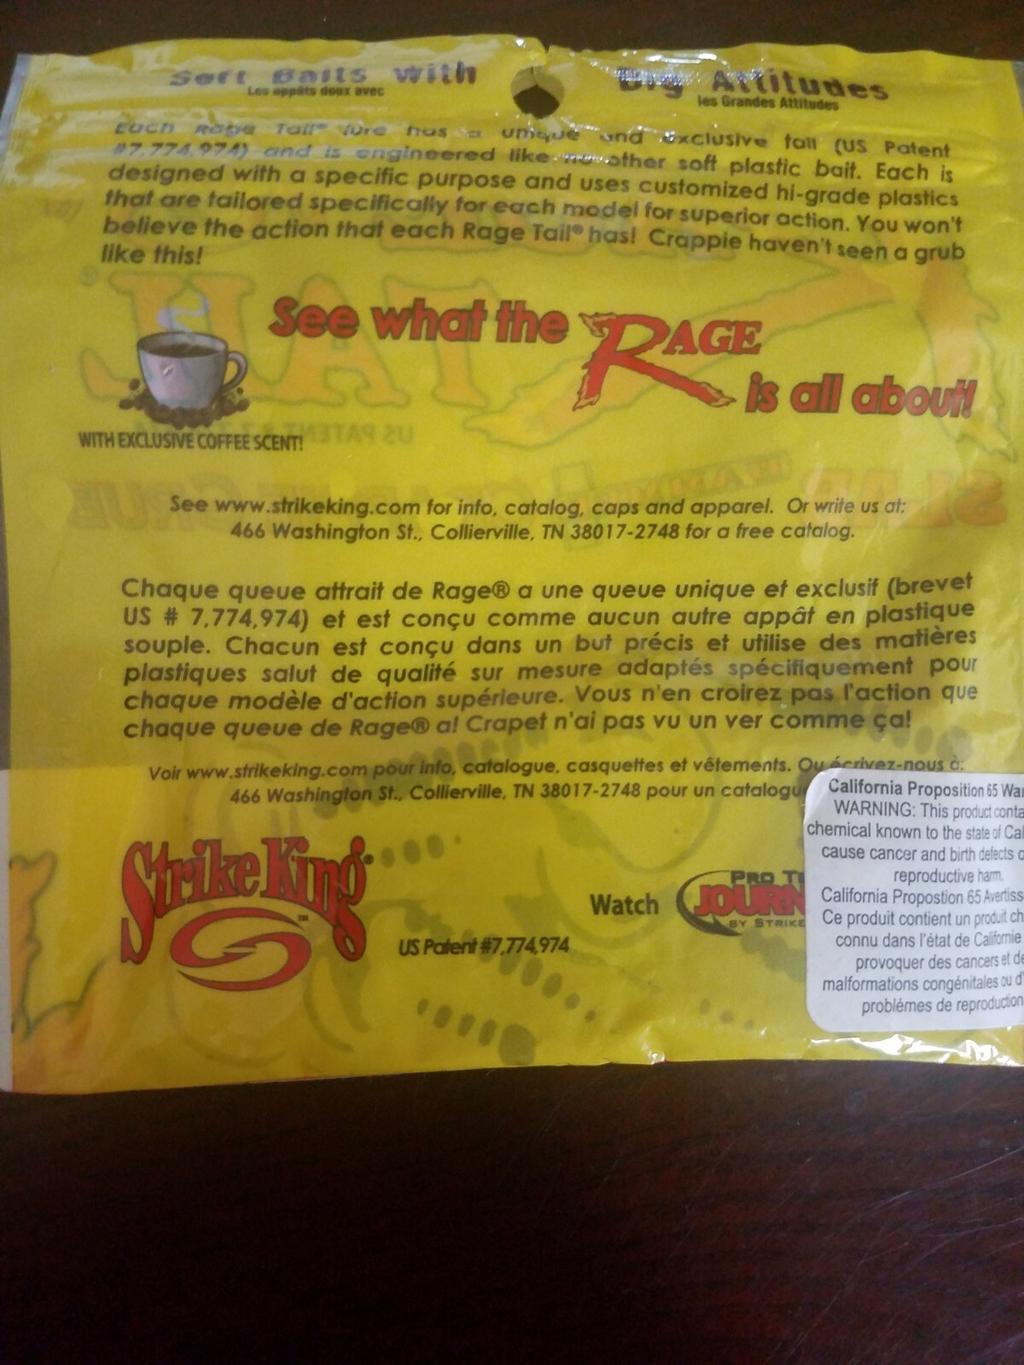 Soft Baits with Big Attitudes
Les appâts doux avec les Grandes Attitudes
Each Rage Tail® lure has a unique and exclusive tail (US Patent
#7,774,974) and is engineered like no other soft plastic bait. Each is
designed with a specific purpose and uses customized hi-grade plastics
that are tailored specifically for each model for superior action. You won't
believe the action that each Rage Tail® has! Crappie haven't seen a grub
like this!
See what the RAGE
is all about!
WITH EXCLUSIVE COFFEE SCENT!
See www.strikeking.com for info, catalog, caps and apparel. Or write us at:
466 Washington St., Collierville, TN 38017-2748 for a free catalog.
Chaque queue attrait de Rage® a une queue unique et exclusif (brevet
US # 7,774,974) et est conçu comme aucun autre appât en plastique
souple. Chacun est conçu dans un but précis et utilise des matières
plastiques salut de qualité sur mesure adaptés spécifiquement pour
chaque modèle d'action supérieure. Vous n'en croirez pas l'action que
chaque queue de Rage® a! Crapet n'ai pas vu un ver comme ça!
Voir www.strikeking.com pour info, catalogue, casquettes et vêtements. Ou écrivez-nous à:
466 Washington St., Collierville, TN 38017-2748 pour un catalogu
Strike King®
™
US Patent #7,774,974
Watch
PRO TE
JOURN
BY STRIKE
California Proposition 65 War
WARNING: This product conta
chemical known to the state of Cal
cause cancer and birth defects o
reproductive harm.
California Propostion 65 Avertiss
Ce produit contient un produit ch
connu dans l'état de Californie
provoquer des cancers et de
malformations congénitales ou d'
problémes de reproduction